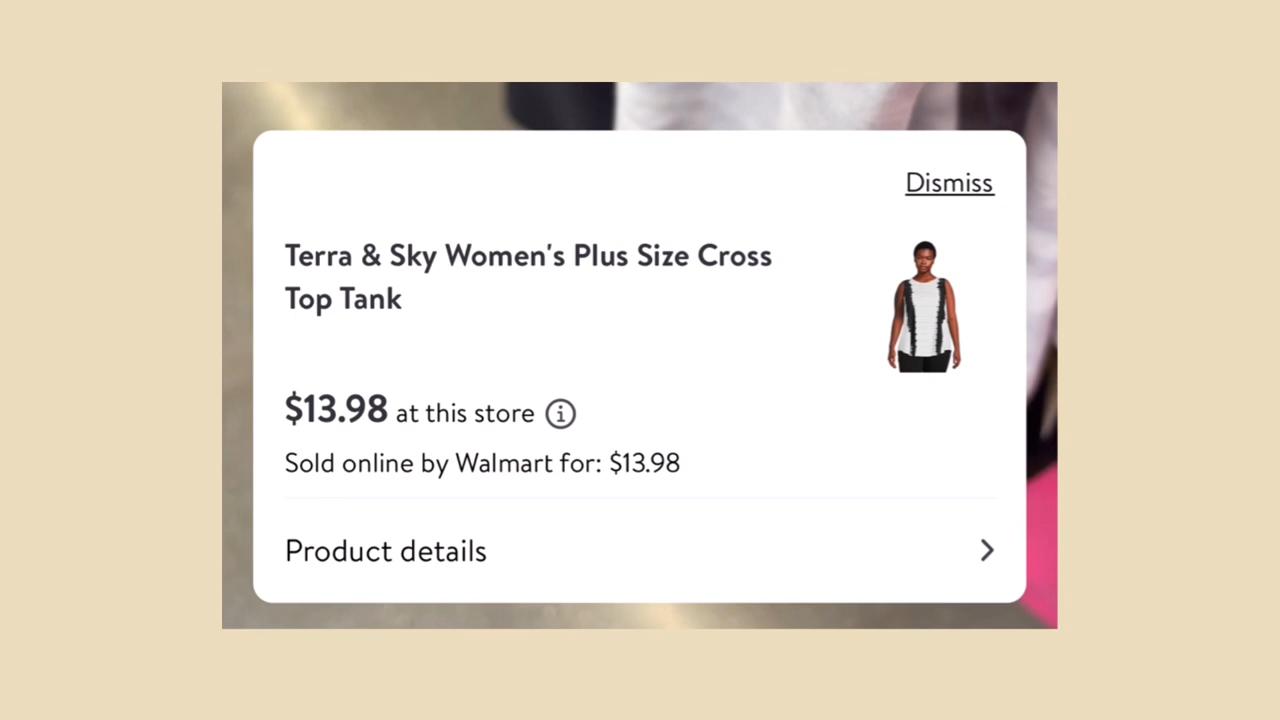 Dismiss
Terra & Sky Women's Plus Size Cross
Top Tank
$13.98 at this store
Sold online by Walmart for: $13.98
Product details